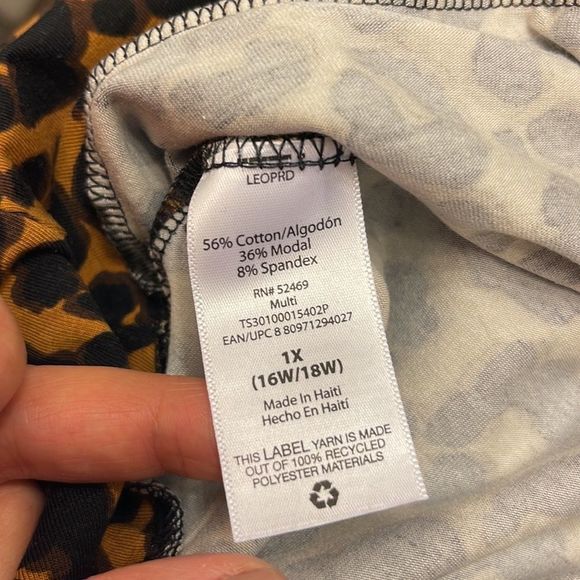 LEOPRD
56% Cotton/Algodón
36% Modal
8% Spandex
RN# 52469
Multi
TS30100015402P
EAN/UPC 8 80971294027
1X
(16W/18W)
Made In Haiti
Hecho En Haití
THIS LABEL YARN IS MADE
OUT OF 100% RECYCLED
POLYESTER MATERIALS